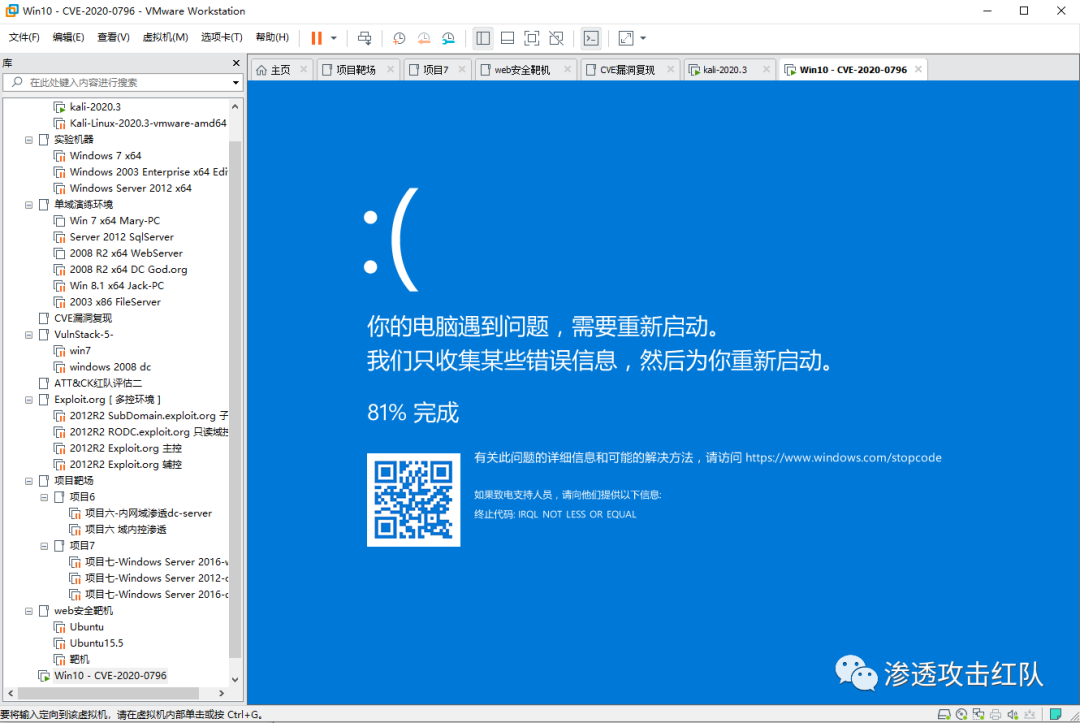 Win10 - CVE-2020-0796 - VMware Workstation
文件(F) 编辑(E) 查看(V) 虚拟机(M) 选项卡(T) 帮助(H)
库
在此处键入内容进行搜索
主页 项目靶场 项目7 web安全靶机 CVE漏洞复现 kali-2020.3 Win10 - CVE-2020-0796
kali-2020.3
Kali-Linux-2020.3-vmware-amd64
实验机器
Windows 7 x64
Windows 2003 Enterprise x64 Edi
Windows Server 2012 x64
单域演练环境
Win 7 x64 Mary-PC
Server 2012 SqlServer
2008 R2 x64 WebServer
2008 R2 x64 DC God.org
Win 8.1 x64 Jack-PC
2003 x86 FileServer
CVE漏洞复现
VulnStack-5-
win7
windows 2008 dc
ATT&CK红队评估二
Exploit.org [ 多控环境 ]
2012R2 SubDomain.exploit.org 子
2012R2 RODC.exploit.org 只读域控
2012R2 Exploit.org 主控
2012R2 Exploit.org 辅控
项目靶场
项目6
项目六-内网域渗透dc-server
项目六 域内控渗透
项目7
项目七-Windows Server 2016-v
项目七-Windows Server 2012-c
项目七-Windows Server 2016-c
web安全靶机
Ubuntu
Ubuntu15.5
靶机
Win10 - CVE-2020-0796
:(
你的电脑遇到问题，需要重新启动。
我们只收集某些错误信息，然后为你重新启动。
81% 完成
有关此问题的详细信息和可能的解决方法，请访问 https://www.windows.com/stopcode
如果致电支持人员，请向他们提供以下信息:
终止代码: IRQL NOT LESS OR EQUAL
渗透攻击红队
要将输入定向到该虚拟机，请在虚拟机内部单击或按 Ctrl+G。